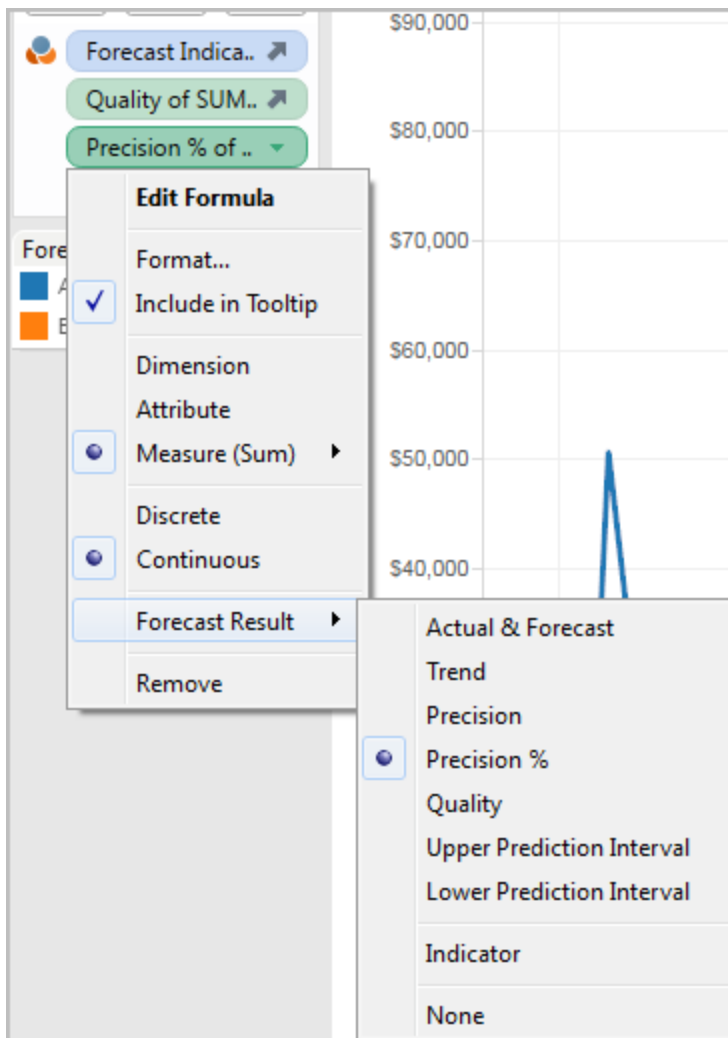 $90,000
Forecast Indica..
Quality of SUM..
Precision % of ..
$80,000
Edit Formula
$70,000
Fore
Format...
A
Include in Tooltip
$60,000
Dimension
Attribute
Measure (Sum)
$50,000
Discrete
Continuous
$40,000
Forecast Result
Remove
Actual & Forecast
Trend
Precision
Precision %
Quality
Upper Prediction Interval
Lower Prediction Interval
Indicator
None